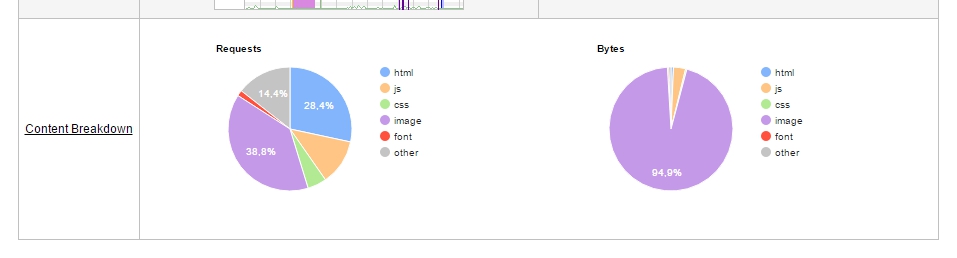 Requests
14,4%
28,4%
38,8%
html
js
css
image
font
other
Bytes
94,9%
html
js
css
image
font
other
Content Breakdown